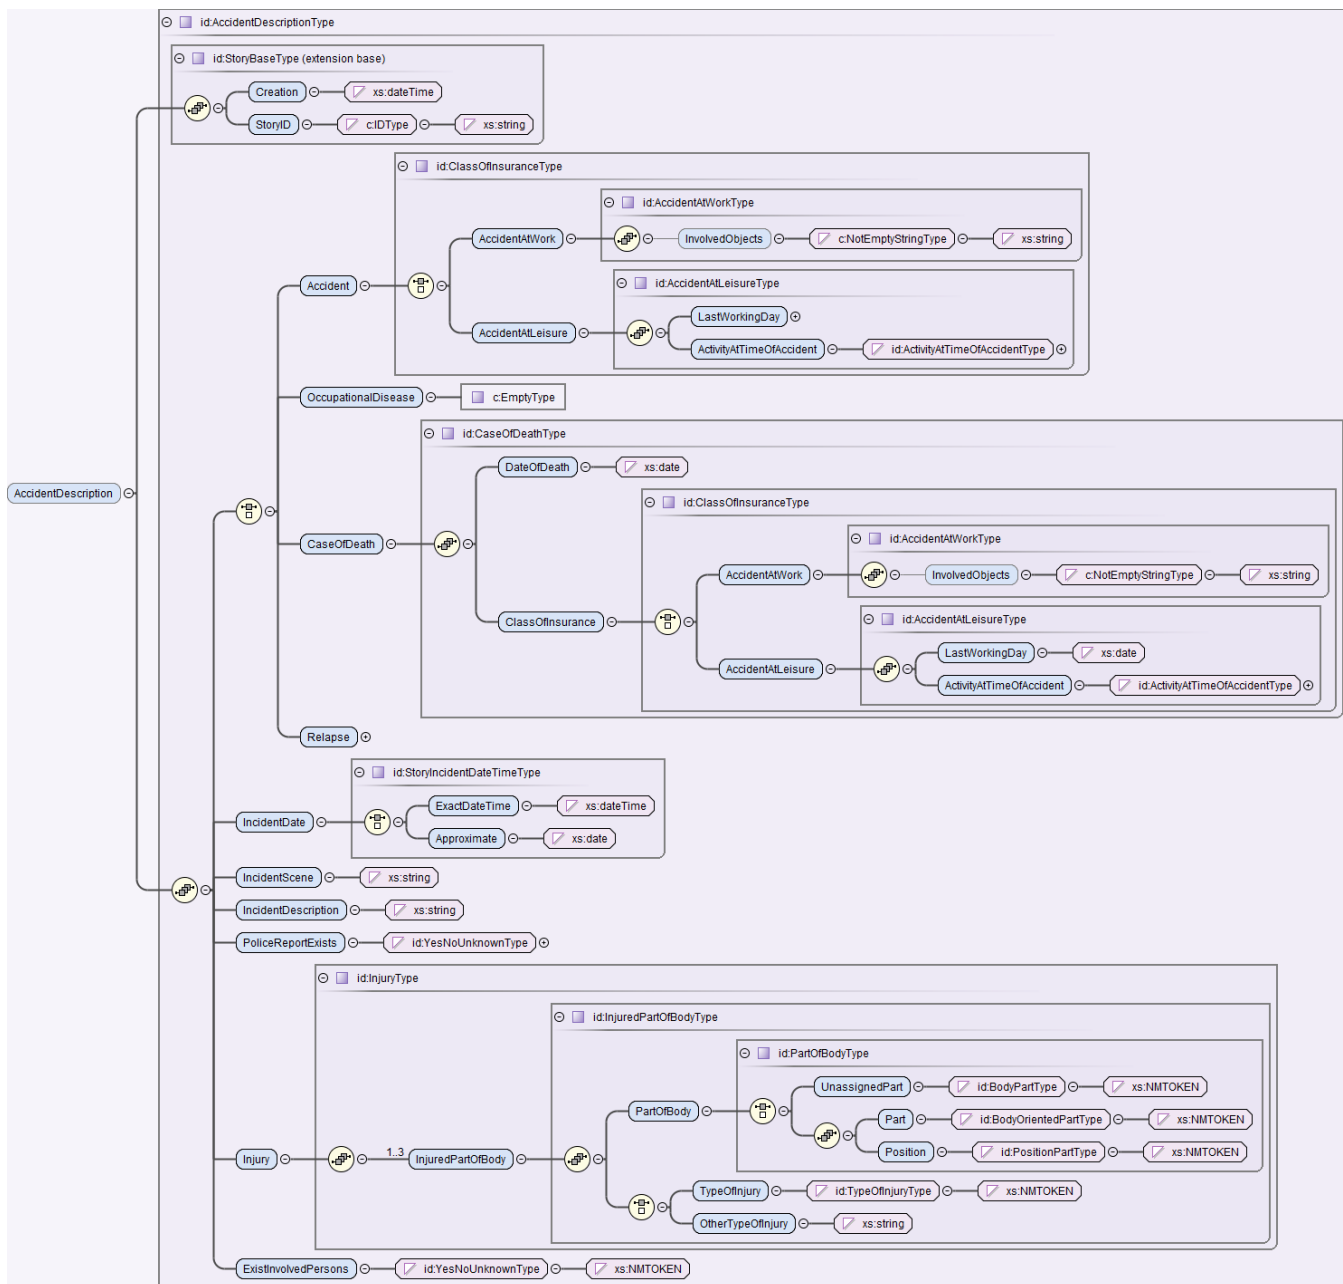 id:AccidentDescriptionType
id:StoryBaseType (extension base)
Creation xs:dateTime
StoryID c:IDType xs:string
id:ClassOfInsuranceType
id:AccidentAtWorkType
AccidentAtWork InvolvedObjects c:NotEmptyStringType xs:string
id:AccidentAtLeisureType
Accident
LastWorkingDay
AccidentAtLeisure
ActivityAtTimeOfAccident id:ActivityAtTimeOfAccidentType
OccupationalDisease c:EmptyType
id:CaseOfDeathType
DateOfDeath xs:date
AccidentDescription
id:ClassOfInsuranceType
id:AccidentAtWorkType
CaseOfDeath
AccidentAtWork InvolvedObjects c:NotEmptyStringType xs:string
ClassOfInsurance
id:AccidentAtLeisureType
LastWorkingDay xs:date
AccidentAtLeisure
ActivityAtTimeOfAccident id:ActivityAtTimeOfAccidentType
Relapse
id:StoryIncidentDateTimeType
ExactDateTime xs:dateTime
IncidentDate
Approximate xs:date
IncidentScene xs:string
IncidentDescription xs:string
PoliceReportExists id:YesNoUnknownType
id:InjuryType
id:InjuredPartOfBodyType
id:PartOfBodyType
UnassignedPart id:BodyPartType xs:NMTOKEN
PartOfBody
Part id:BodyOrientedPartType xs:NMTOKEN
Position id:PositionPartType xs:NMTOKEN
Injury 1..3 InjuredPartOfBody
TypeOfInjury id:TypeOfInjuryType xs:NMTOKEN
OtherTypeOfInjury xs:string
ExistInvolvedPersons id:YesNoUnknownType xs:NMTOKEN